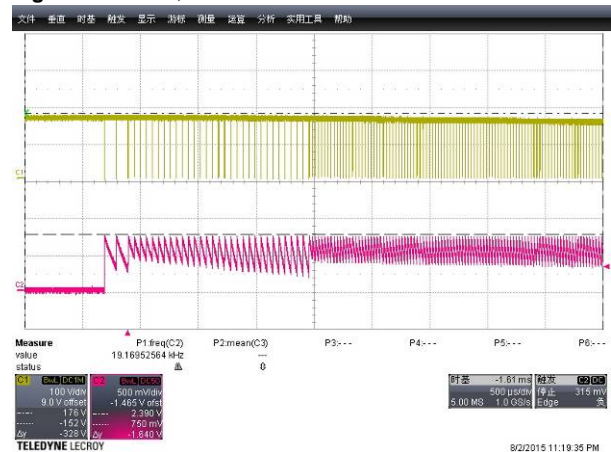 文件 垂直 时基 触发 显示 游标 测量 运算 分析 实用工具 帮助
C1
C2
Measure P1:freq(C2) P2:mean(C3) P3:--- P4:--- P5:--- P6:---
value 19.16952564 kHz ---
status
C1 BwL DC1M
100 V/div
9.0 V offset
176 V
-152 V
Δy -328 V
C2 BwL DC50
500 mV/div
-1.465 V ofst
2.390 V
750 mV
Δy -1.640 V
时基 -1.61 ms
500 µs/div
5.00 MS 1.0 GS/s
触发 C2 DC
停止 315 mV
Edge 负
TELEDYNE LECROY
8/2/2015 11:19:35 PM